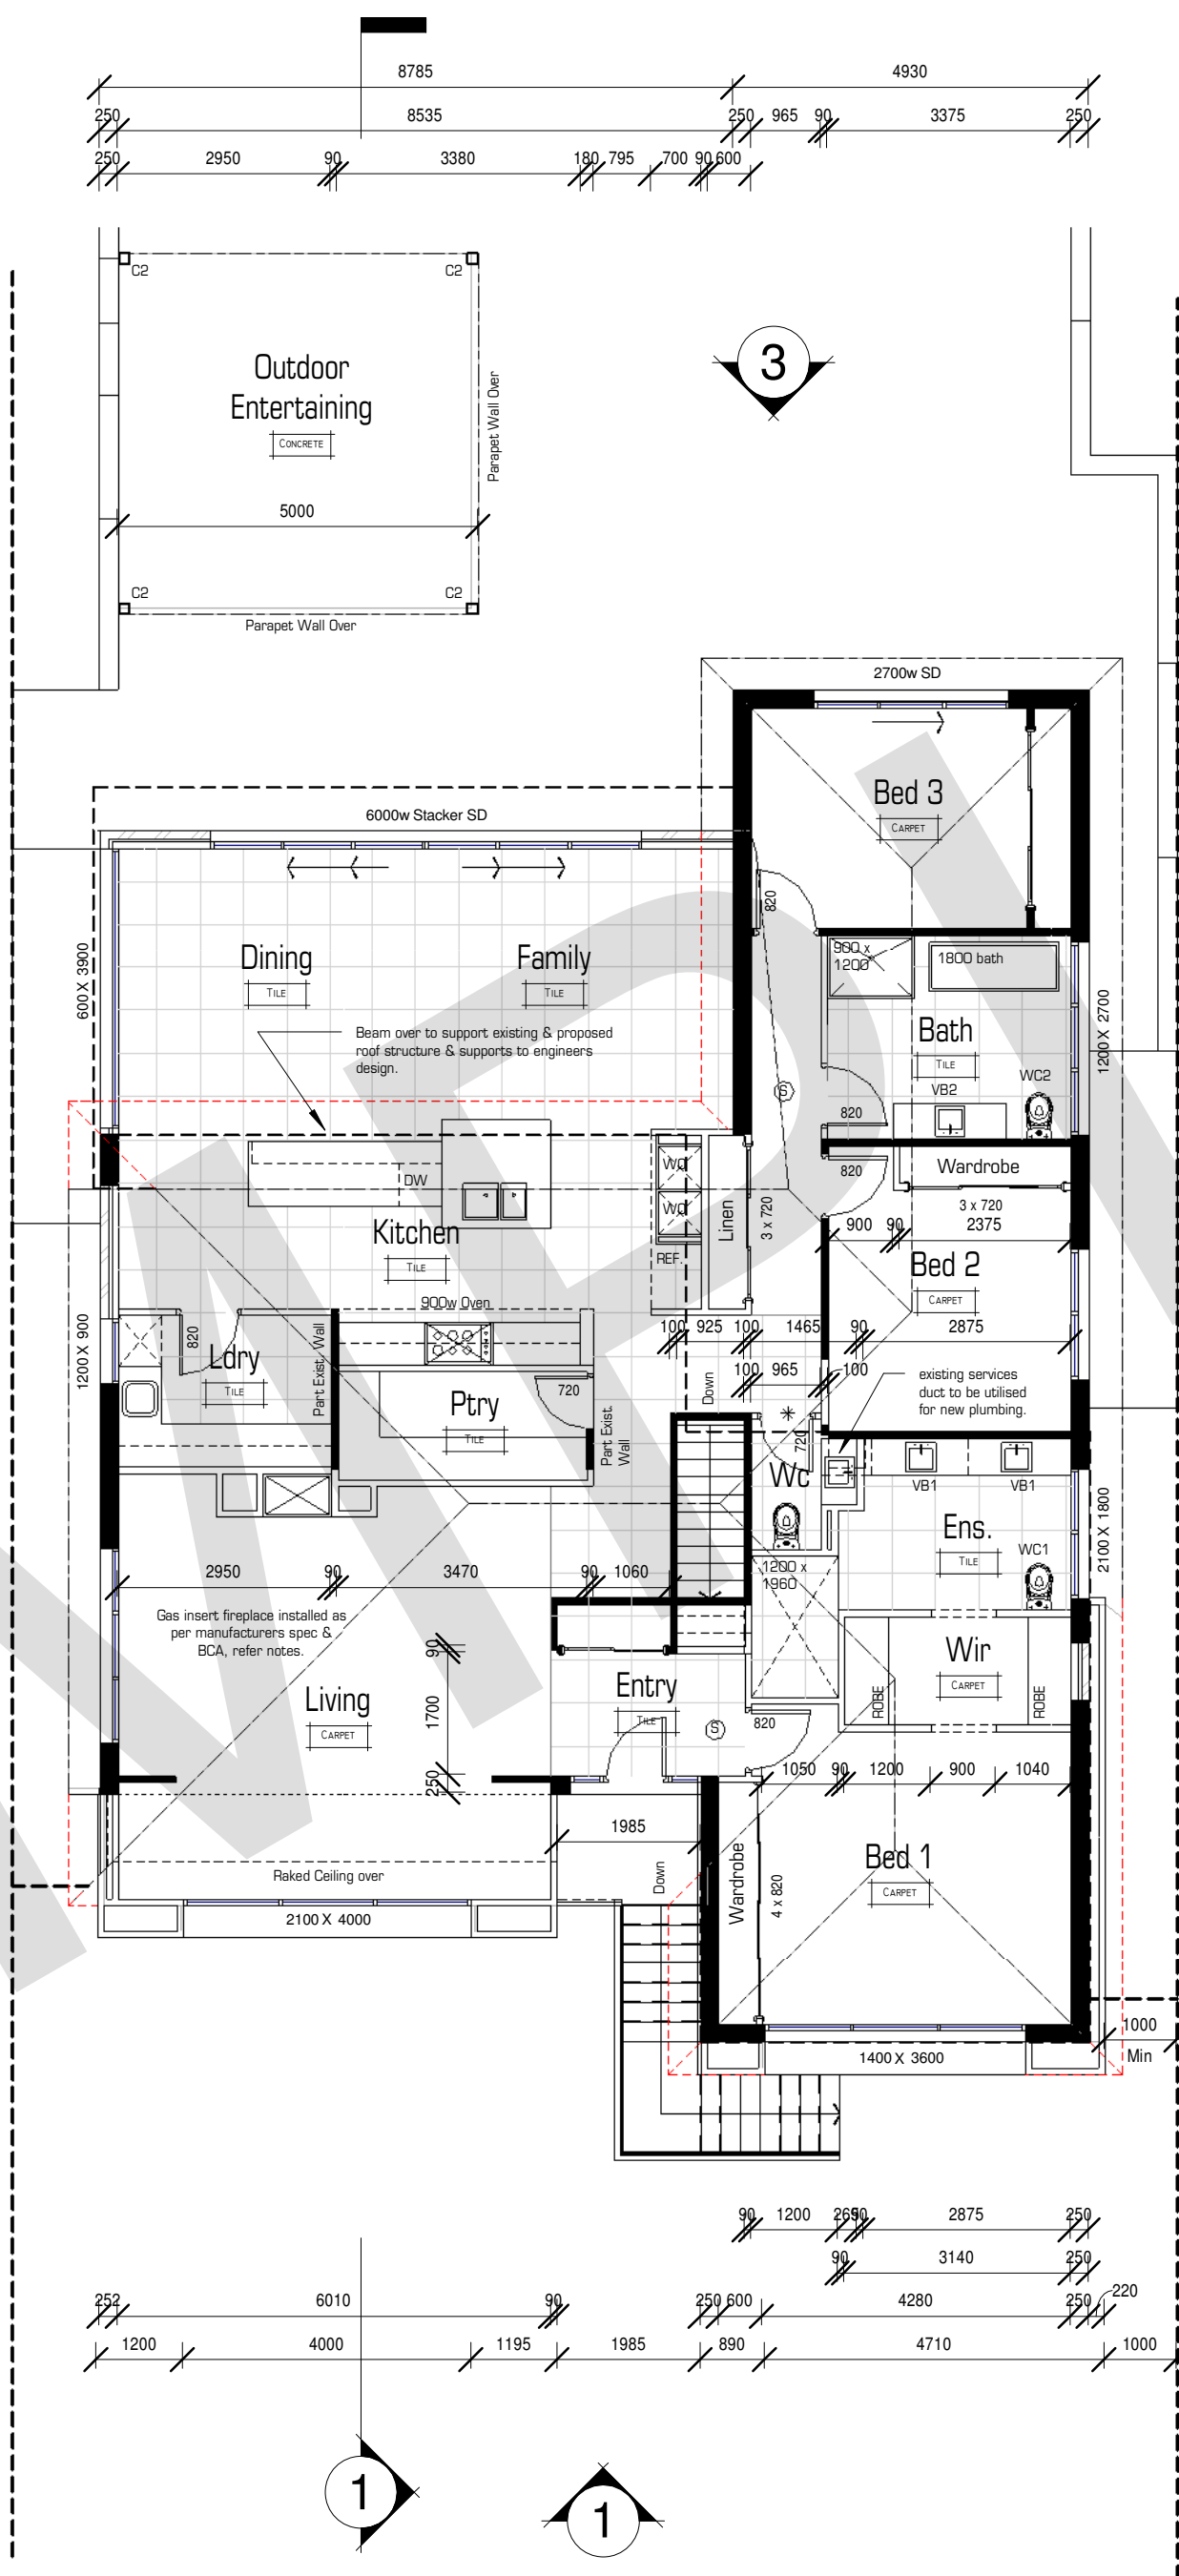 8785
4930
250
8535
250
965
90
3375
250
250
2950
90
3380
180
795
700
90
600
C2
C2
Outdoor
Entertaining
CONCRETE
Parapet Wall Over
5000
C2
C2
Parapet Wall Over
3
2700w SD
Bed 3
CARPET
820
6000w Stacker SD
600 X 3900
Dining
TILE
Family
TILE
Beam over to support existing & proposed
roof structure & supports to engineers
design.
900 x
1200
1800 bath
Bath
TILE
VB2
WC2
1200 X 2700
S
820
820
Wardrobe
3 x 720
900
90
2375
Bed 2
CARPET
DW
Kitchen
TILE
WO
WO
REF.
Linen
3 x 720
900w Oven
1200 X 900
820
Ldry
TILE
Part Exist. Wall
Ptry
TILE
720
Part Exist.
Wall
100
925
100
1465
90
2875
100
965
100
Down
existing services
duct to be utilised
for new plumbing.
720
Wc
VB1
VB1
Ens.
TILE
WC1
2100 X 1800
2950
90
3470
90
1060
1200 x
1960
Gas insert fireplace installed as
per manufacturers spec &
BCA, refer notes.
90
1700
250
Living
CARPET
Entry
TILE
S
820
Wir
CARPET
ROBE
ROBE
1050
90
1200
900
1040
1985
Raked Ceiling over
2100 X 4000
Down
Wardrobe
4 x 820
Bed 1
CARPET
1400 X 3600
1000
Min
90
1200
265
90
2875
250
90
3140
250
252
6010
90
250
600
4280
250
220
1200
4000
1195
1985
890
4710
1000
1
1